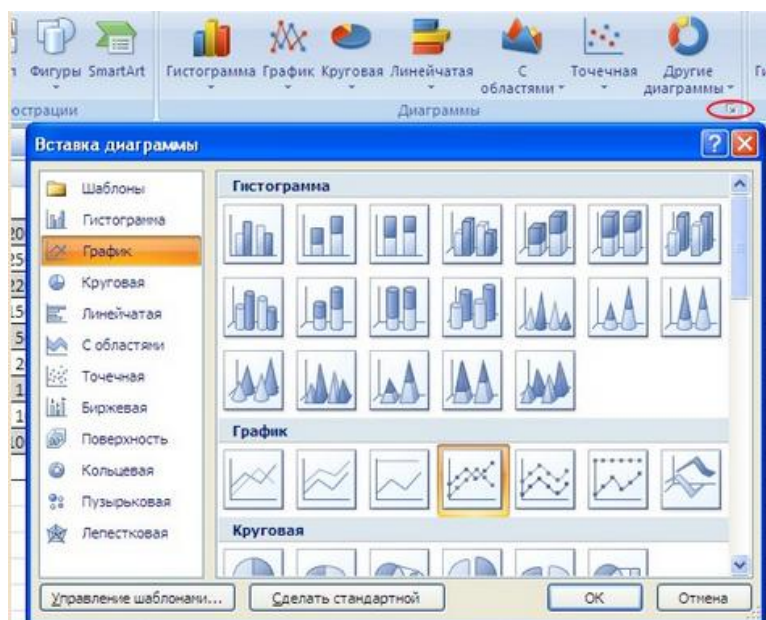 Фигуры SmartArt Гистограмма График Круговая Линейчатая С областями Точечная Другие диаграммы
Диаграммы
Вставка диаграммы
Шаблоны
Гистограмма
График
Круговая
Линейчатая
С областями
Точечная
Биржевая
Поверхность
Кольцевая
Пузырьковая
Лепестковая
Гистограмма
График
Круговая
Управление шаблонами...
Сделать стандартной
ОК
Отмена